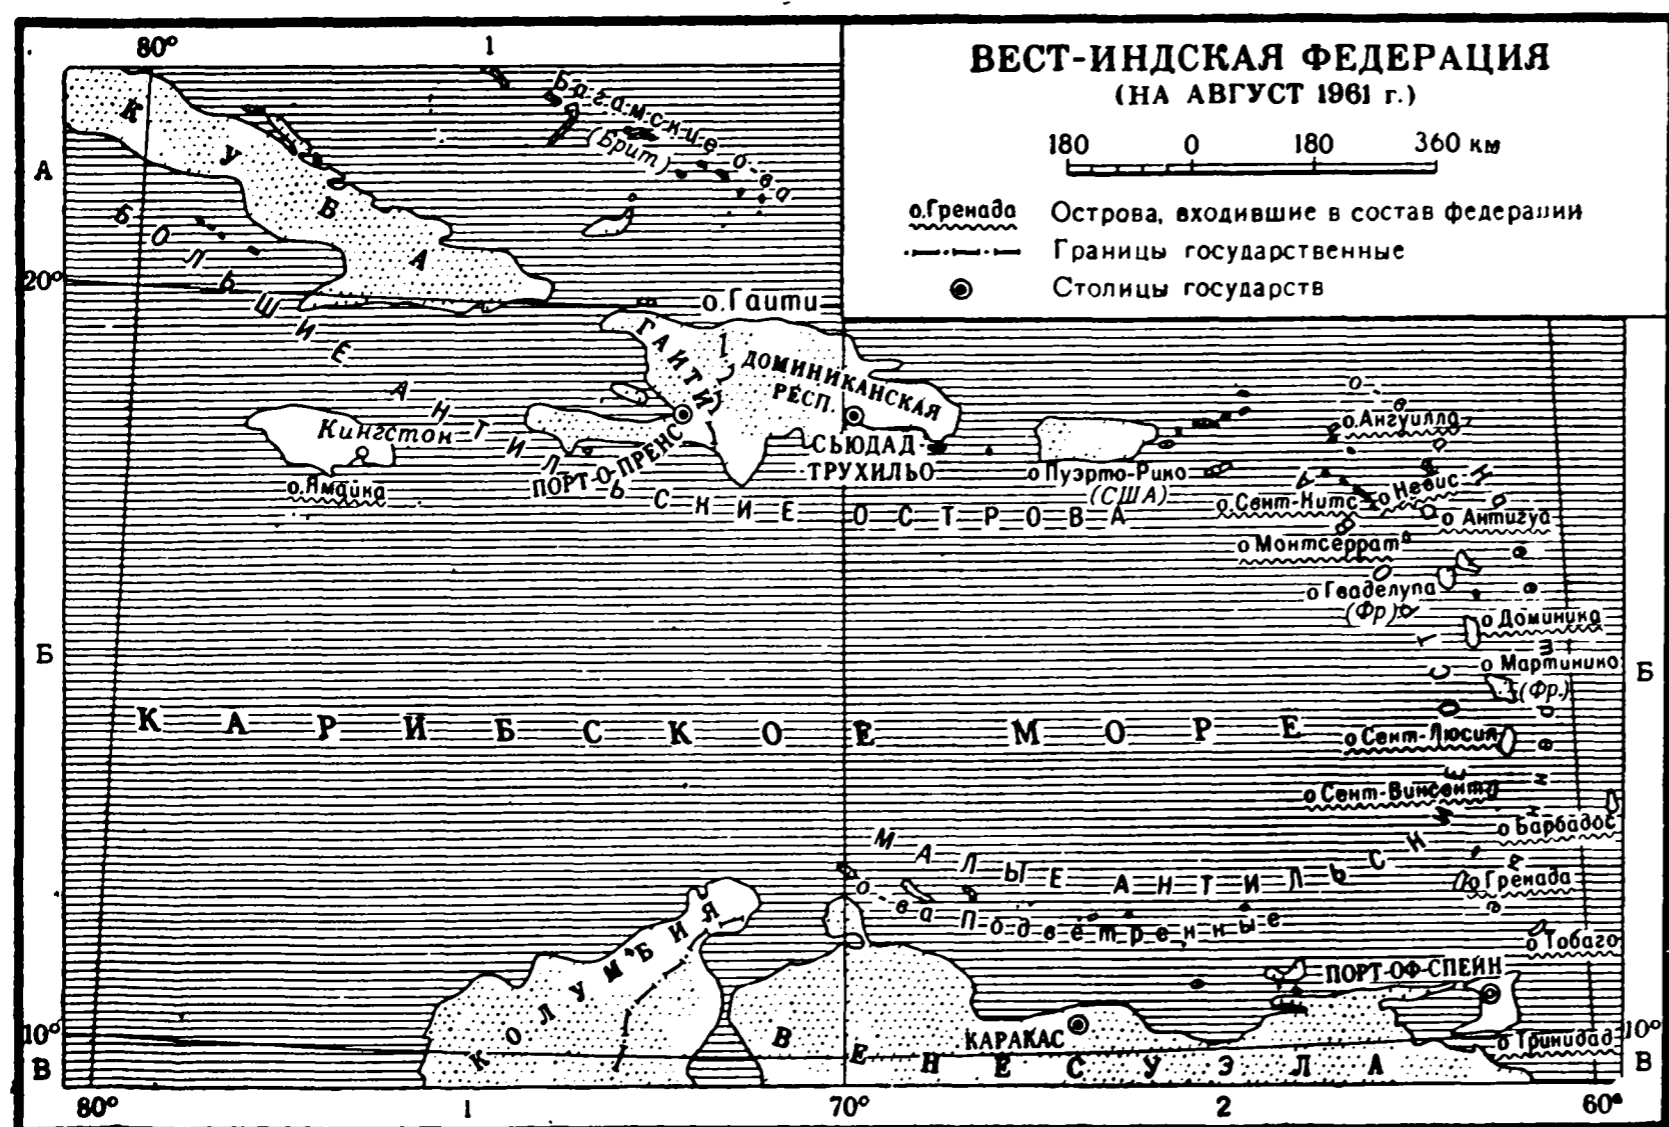 ВЕСТ-ИНДСКАЯ ФЕДЕРАЦИЯ
(НА АВГУСТ 1961 г.)
180 0 180 360 км
о.Гренада Острова, входившие в состав федерации
Границы государственные
Столицы государств
80° 1
А
Б
В
20°
10°
КУБА
Багамские о-ва
(Брит)
БОЛЬШИЕ АНТИЛЬСКИЕ ОСТРОВА
о.Гаити
ГАИТИ
ДОМИНИКАНСКАЯ
РЕСП.
Кингстон
о.Ямайка
ПОРТ-О-ПРЕНС
СЬЮДАД-
ТРУХИЛЬО
о Пуэрто-Рико
(США)
о-ва Наветренные
о Ангуилла
о Сент-Китс
о Невис
о Антигуа
о Монтсеррат
о Гваделупа
(Фр)
о Доминика
о Мартиника
(Фр.)
КАРИБСКОЕ МОРЕ
о Сент-Люсия
о Сент-Винсент
о Барбадос
МАЛЫЕ АНТИЛЬСКИЕ ОСТРОВА
о-ва Подветренные
о Гренада
о Тобаго
ПОРТ-ОФ-СПЕЙН
о Тринидад
КОЛУМБИЯ
КАРАКАС
ВЕНЕСУЭЛА
Б
10°
В
80° 1 70° 2 60°